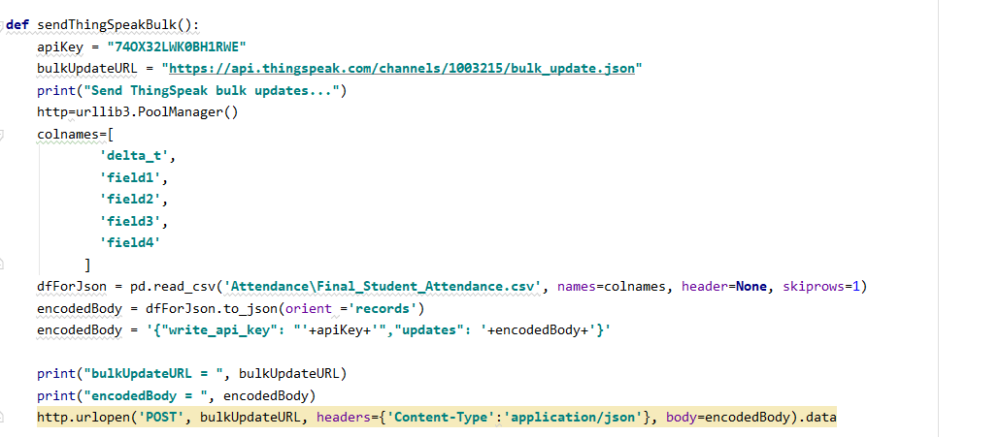 def sendThingSpeakBulk():
    apiKey = "74OX32LWK0BH1RWE"
    bulkUpdateURL = "https://api.thingspeak.com/channels/1003215/bulk_update.json"
    print("Send ThingSpeak bulk updates...")
    http=urllib3.PoolManager()
    colnames=[
            'delta_t',
            'field1',
            'field2',
            'field3',
            'field4'
          ]
    dfForJson = pd.read_csv('Attendance\Final_Student_Attendance.csv', names=colnames, header=None, skiprows=1)
    encodedBody = dfForJson.to_json(orient ='records')
    encodedBody = '{"write_api_key": "'+apiKey+'","updates": '+encodedBody+'}'
    print("bulkUpdateURL = ", bulkUpdateURL)
    print("encodedBody = ", encodedBody)
    http.urlopen('POST', bulkUpdateURL, headers={'Content-Type':'application/json'}, body=encodedBody).data